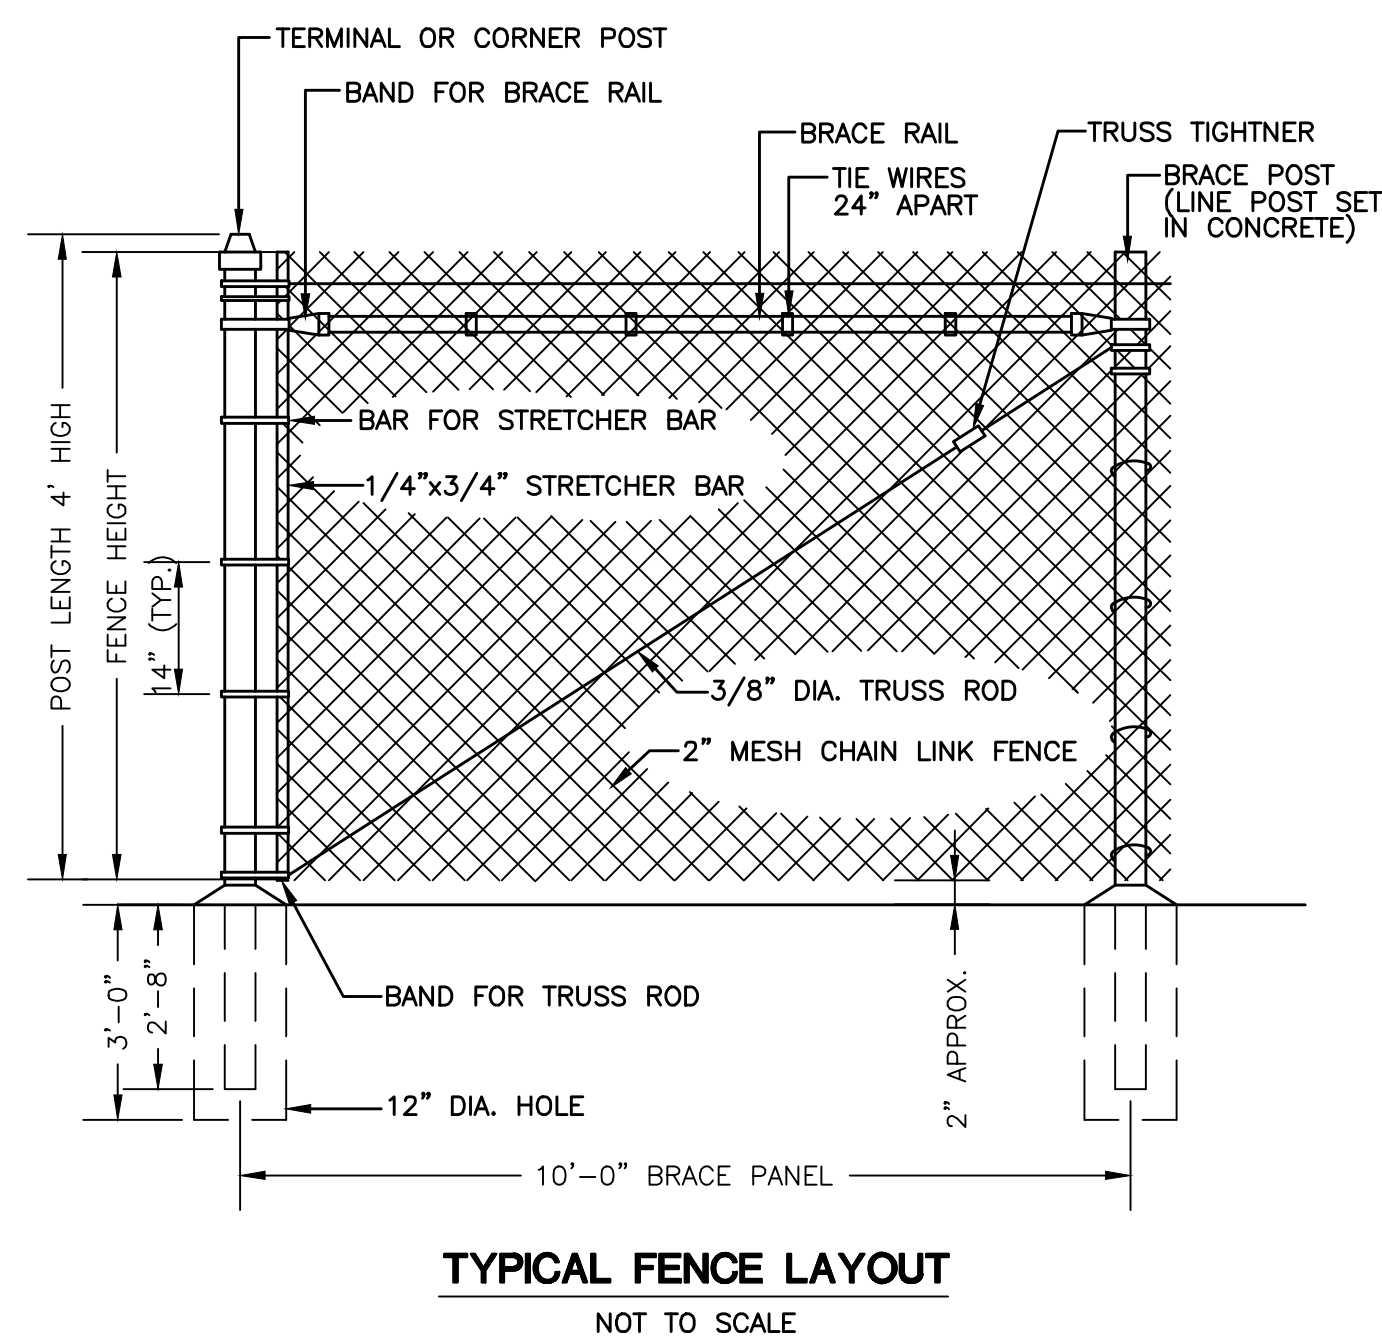 TERMINAL OR CORNER POST
BAND FOR BRACE RAIL
BRACE RAIL
TRUSS TIGHTNER
TIE WIRES
24" APART
BRACE POST
(LINE POST SET
IN CONCRETE)
POST LENGTH 4' HIGH
FENCE HEIGHT
14" (TYP.)
BAR FOR STRETCHER BAR
1/4"x3/4" STRETCHER BAR
3/8" DIA. TRUSS ROD
2" MESH CHAIN LINK FENCE
3'-0"
2'-8"
BAND FOR TRUSS ROD
2" APPROX.
12" DIA. HOLE
10'-0" BRACE PANEL
TYPICAL FENCE LAYOUT
NOT TO SCALE